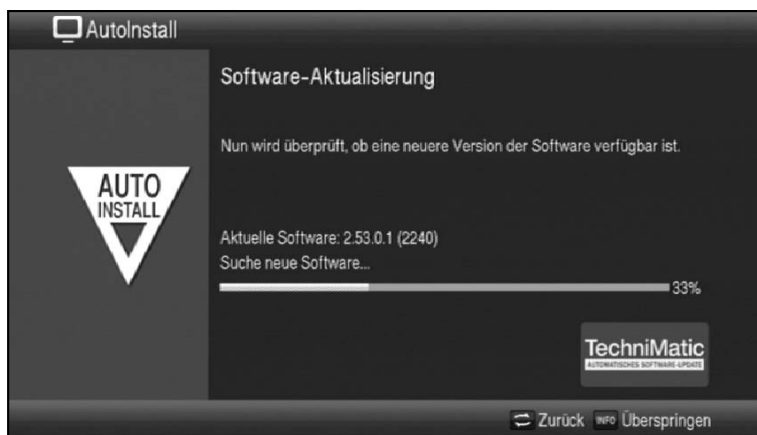 AutoInstall
Software-Aktualisierung
Nun wird überprüft, ob eine neuere Version der Software verfügbar ist.
AUTO
INSTALL
Aktuelle Software: 2.53.0.1 (2240)
Suche neue Software...
33%
TechniMatic
AUTOMATISCHES SOFTWARE-UPDATE
Zurück INFO Überspringen